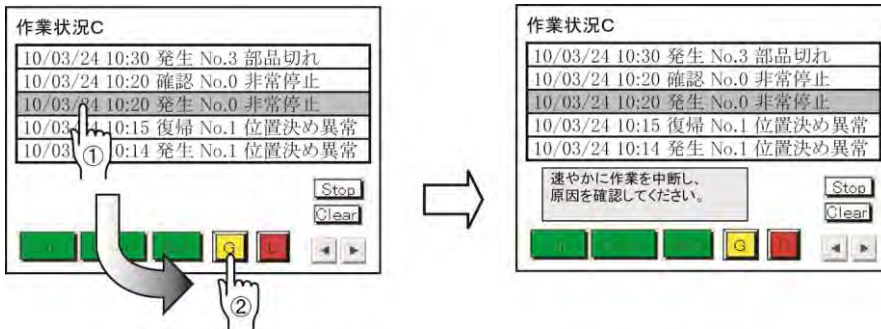 作業状況C
10/03/24 10:30 発生 No.3 部品切れ
10/03/24 10:20 確認 No.0 非常停止
10/03/24 10:20 発生 No.0 非常停止
10/03 10:15 復帰 No.1 位置決め異常
10/03 0:14 発生 No.1 位置決め異常
①
Stop
Clear
G
②
作業状況C
10/03/24 10:30 発生 No.3 部品切れ
10/03/24 10:20 確認 No.0 非常停止
10/03/24 10:20 発生 No.0 非常停止
10/03/24 10:15 復帰 No.1 位置決め異常
10/03/24 10:14 発生 No.1 位置決め異常
速やかに作業を中断し、
原因を確認してください。
Stop
Clear
G